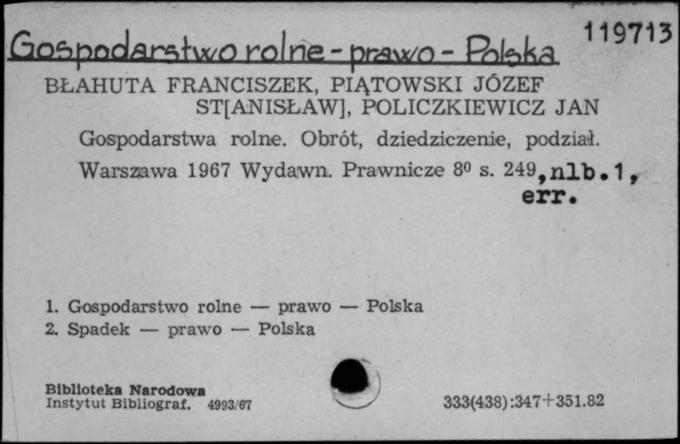 119713
Gospodarstwo rolne - prawo - Polska
BŁAHUTA FRANCISZEK, PIĄTOWSKI JÓZEF
ST[ANISŁAW], POLICZKIEWICZ JAN
Gospodarstwa rolne. Obrót, dziedziczenie, podział.
Warszawa 1967 Wydawn. Prawnicze 8⁰ s. 249, nlb. 1,
err.
1. Gospodarstwo rolne — prawo — Polska
2. Spadek — prawo — Polska
Biblioteka Narodowa
Instytut Bibliograf. 4993/67
333(438):347+351.82